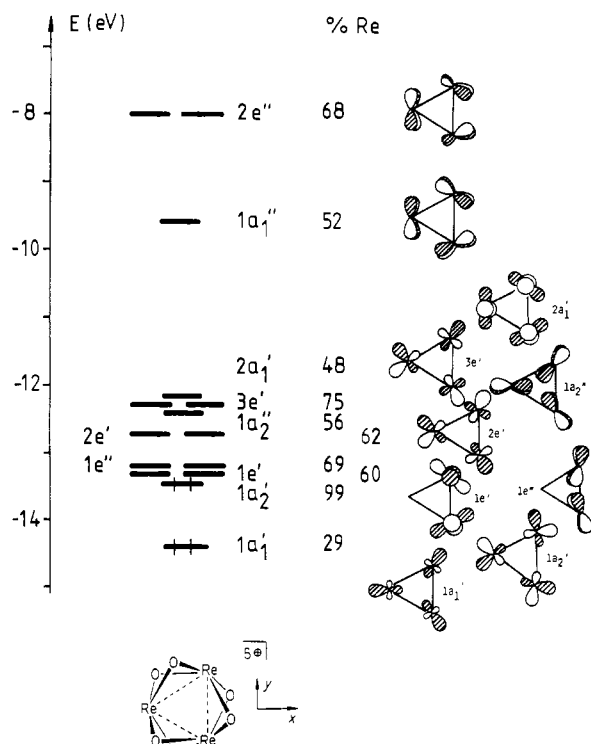 E (eV) % Re
-8 2e'' 68
1a₁'' 52
-10
2a₁'
2a₁' 48 3e'
-12 3e' 75 1a₂''
1a₂'' 56
2e' 62 2e'
1e'' 69
1e' 60 1e' 1e''
1a₂' 99
-14 1a₁' 29 1a₁' 1a₂'
5⊕
O O Re O y
Re O x
O Re